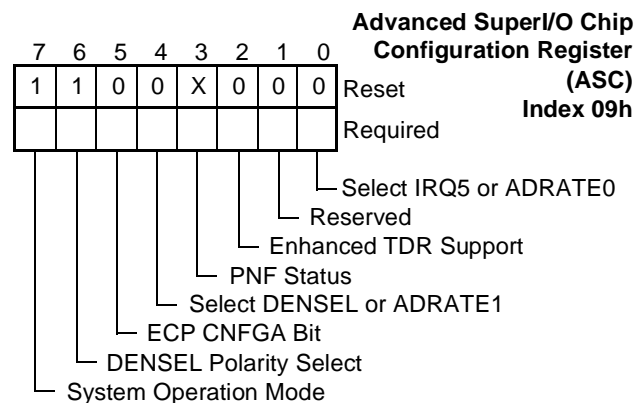 Advanced SuperI/O Chip
Configuration Register
(ASC)
Index 09h
7 6 5 4 3 2 1 0
1 1 0 0 X 0 0 0 Reset
Required
Select IRQ5 or ADRATE0
Reserved
Enhanced TDR Support
PNF Status
Select DENSEL or ADRATE1
ECP CNFGA Bit
DENSEL Polarity Select
System Operation Mode